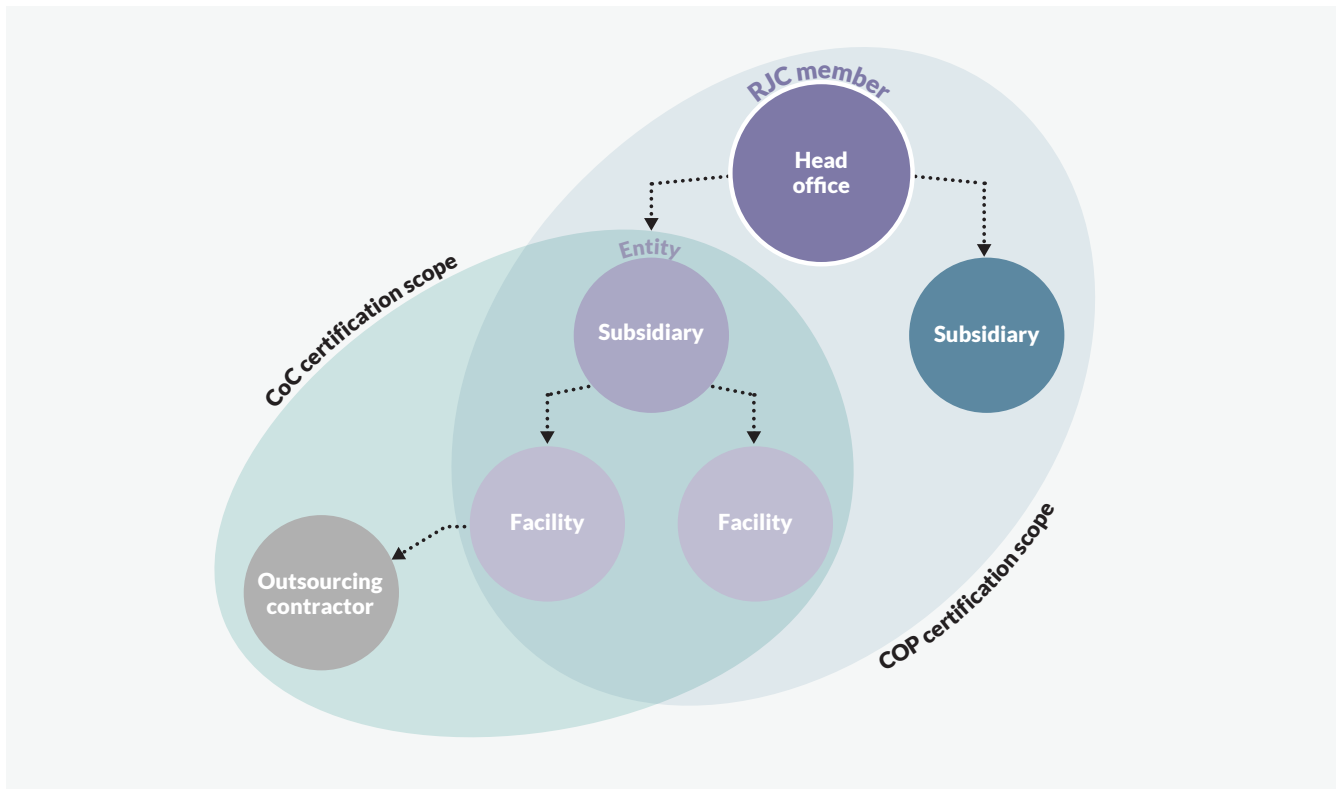 RJC member
Head
office
CoC certification scope
Entity
Subsidiary
Subsidiary
Facility
Facility
Outsourcing
contractor
COP certification scope